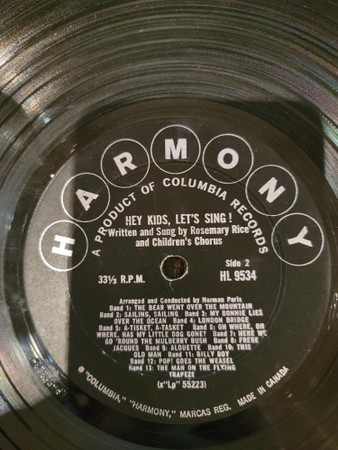 HARMONY
A PRODUCT OF COLUMBIA RECORDS
HEY KIDS, LET'S SING!
Written and Sung by Rosemary Rice
and Children's Chorus
Side 2
33⅓ R.P.M.
HL 9534
Arranged and Conducted by Norman Paris
Band 1: THE BEAR WENT OVER THE MOUNTAIN
Band 2: SAILING, SAILING Band 3: MY BONNIE LIES
OVER THE OCEAN Band 4: LONDON BRIDGE
Band 5: A-TISKET, A-TASKET Band 6: OH WHERE, OH
WHERE, HAS MY LITTLE DOG GONE? Band 7: HERE WE
GO 'ROUND THE MULBERRY BUSH Band 8: FRERE
JACQUES Band 9: ALOUETTE Band 10: THIS
OLD MAN Band 11: BILLY BOY
Band 12: POP! GOES THE WEASEL
Band 13: THE MAN ON THE FLYING
TRAPEZE
(x"Lp" 55223)
"COLUMBIA," "HARMONY," MARCAS REG. MADE IN CANADA